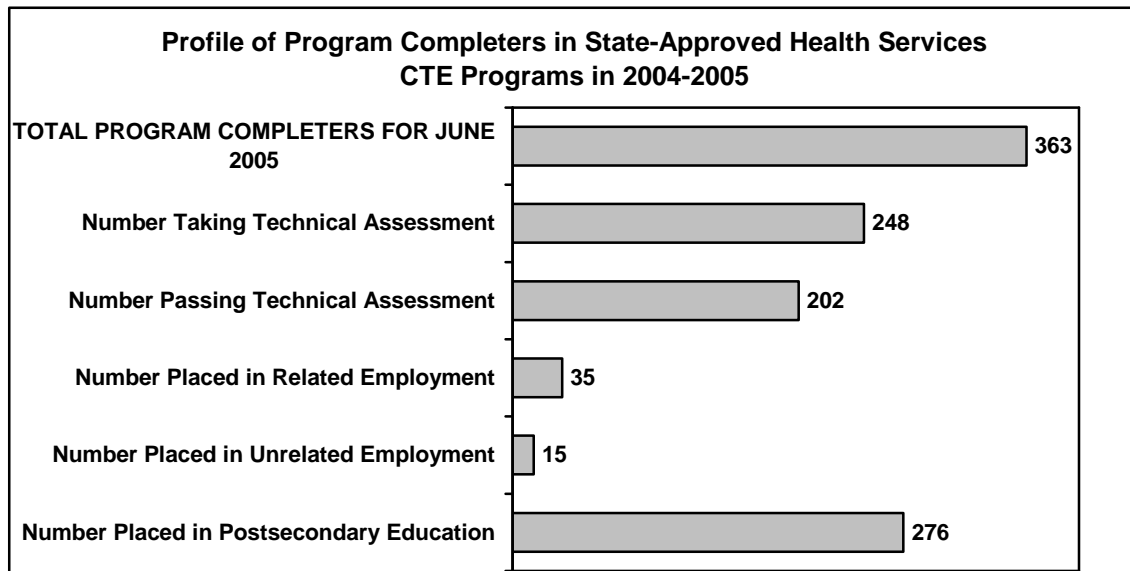 Profile of Program Completers in State-Approved Health Services
CTE Programs in 2004-2005
TOTAL PROGRAM COMPLETERS FOR JUNE
2005
363
Number Taking Technical Assessment
248
Number Passing Technical Assessment
202
Number Placed in Related Employment
35
Number Placed in Unrelated Employment
15
Number Placed in Postsecondary Education
276